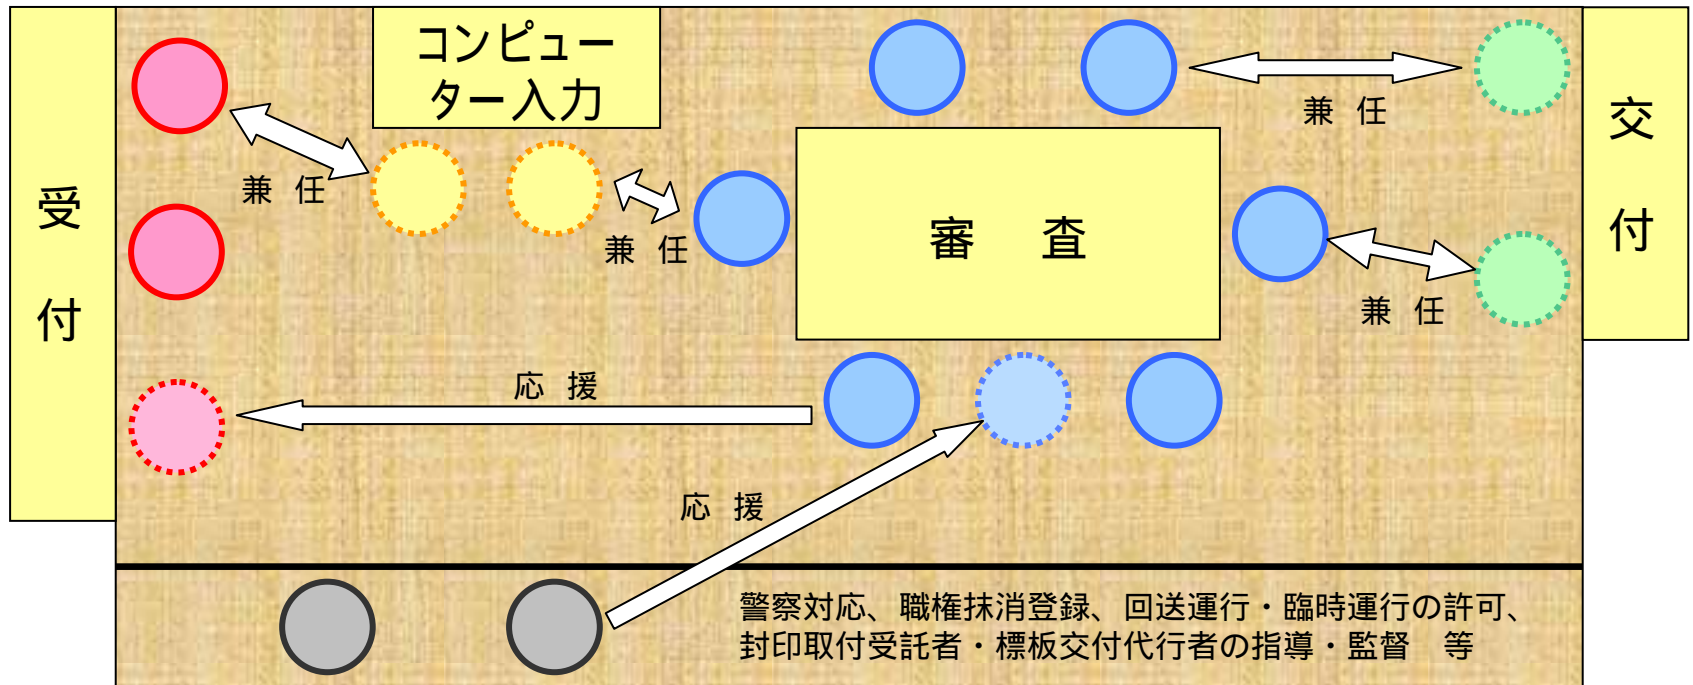 受付
コンピュー
ター入力
交付
兼 任
兼 任
兼 任
審 査
兼 任
応 援
応 援
警察対応、職権抹消登録、回送運行・臨時運行の許可、
封印取付受託者・標板交付代行者の指導・監督 等